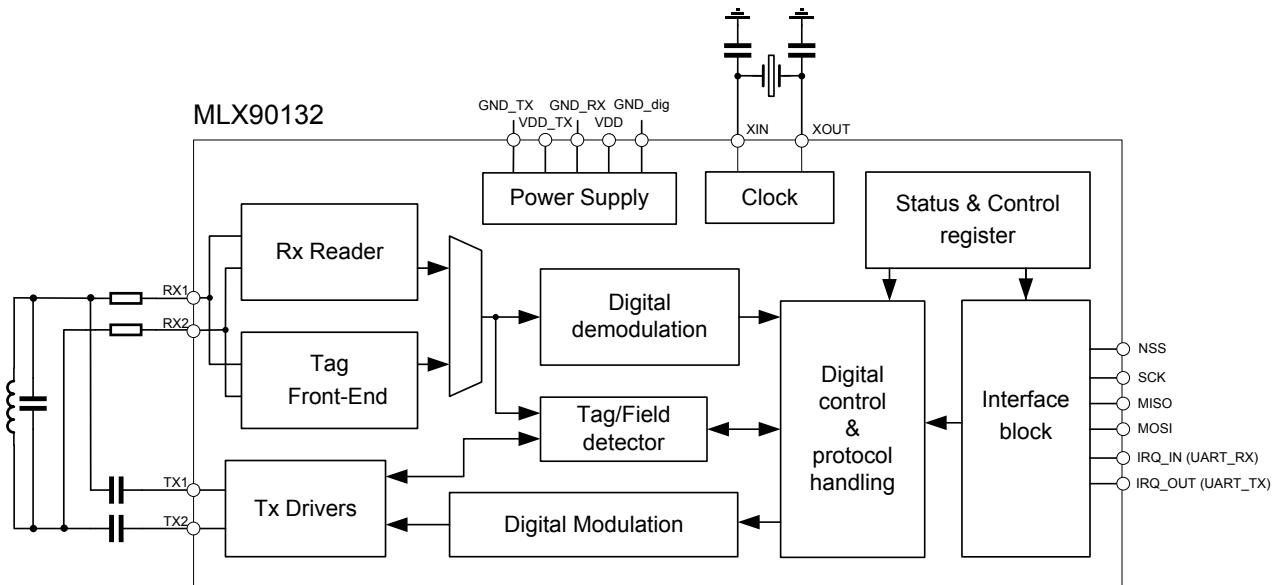 MLX90132
GND_TX
GND_RX
GND_dig
VDD_TX
VDD
XIN
XOUT
Power Supply
Clock
Status & Control
register
Rx Reader
RX1
RX2
Tag
Front-End
Digital
demodulation
Tag/Field
detector
Digital
control
&
protocol
handling
Interface
block
NSS
SCK
MISO
MOSI
IRQ_IN (UART_RX)
IRQ_OUT (UART_TX)
TX1
TX2
Tx Drivers
Digital Modulation